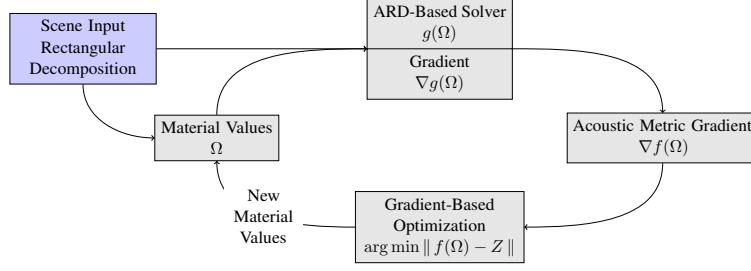 Scene Input
Rectangular
Decomposition
ARD-Based Solver
g(Ω)
Gradient
∇g(Ω)
Material Values
Ω
Acoustic Metric Gradient
∇f(Ω)
New
Material
Values
Gradient-Based
Optimization
arg min ‖ f(Ω) − Z ‖